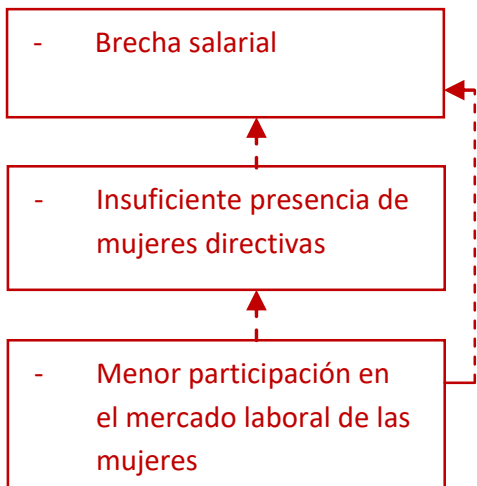 - Brecha salarial
- Insuficiente presencia de
mujeres directivas
- Menor participación en
el mercado laboral de las
mujeres